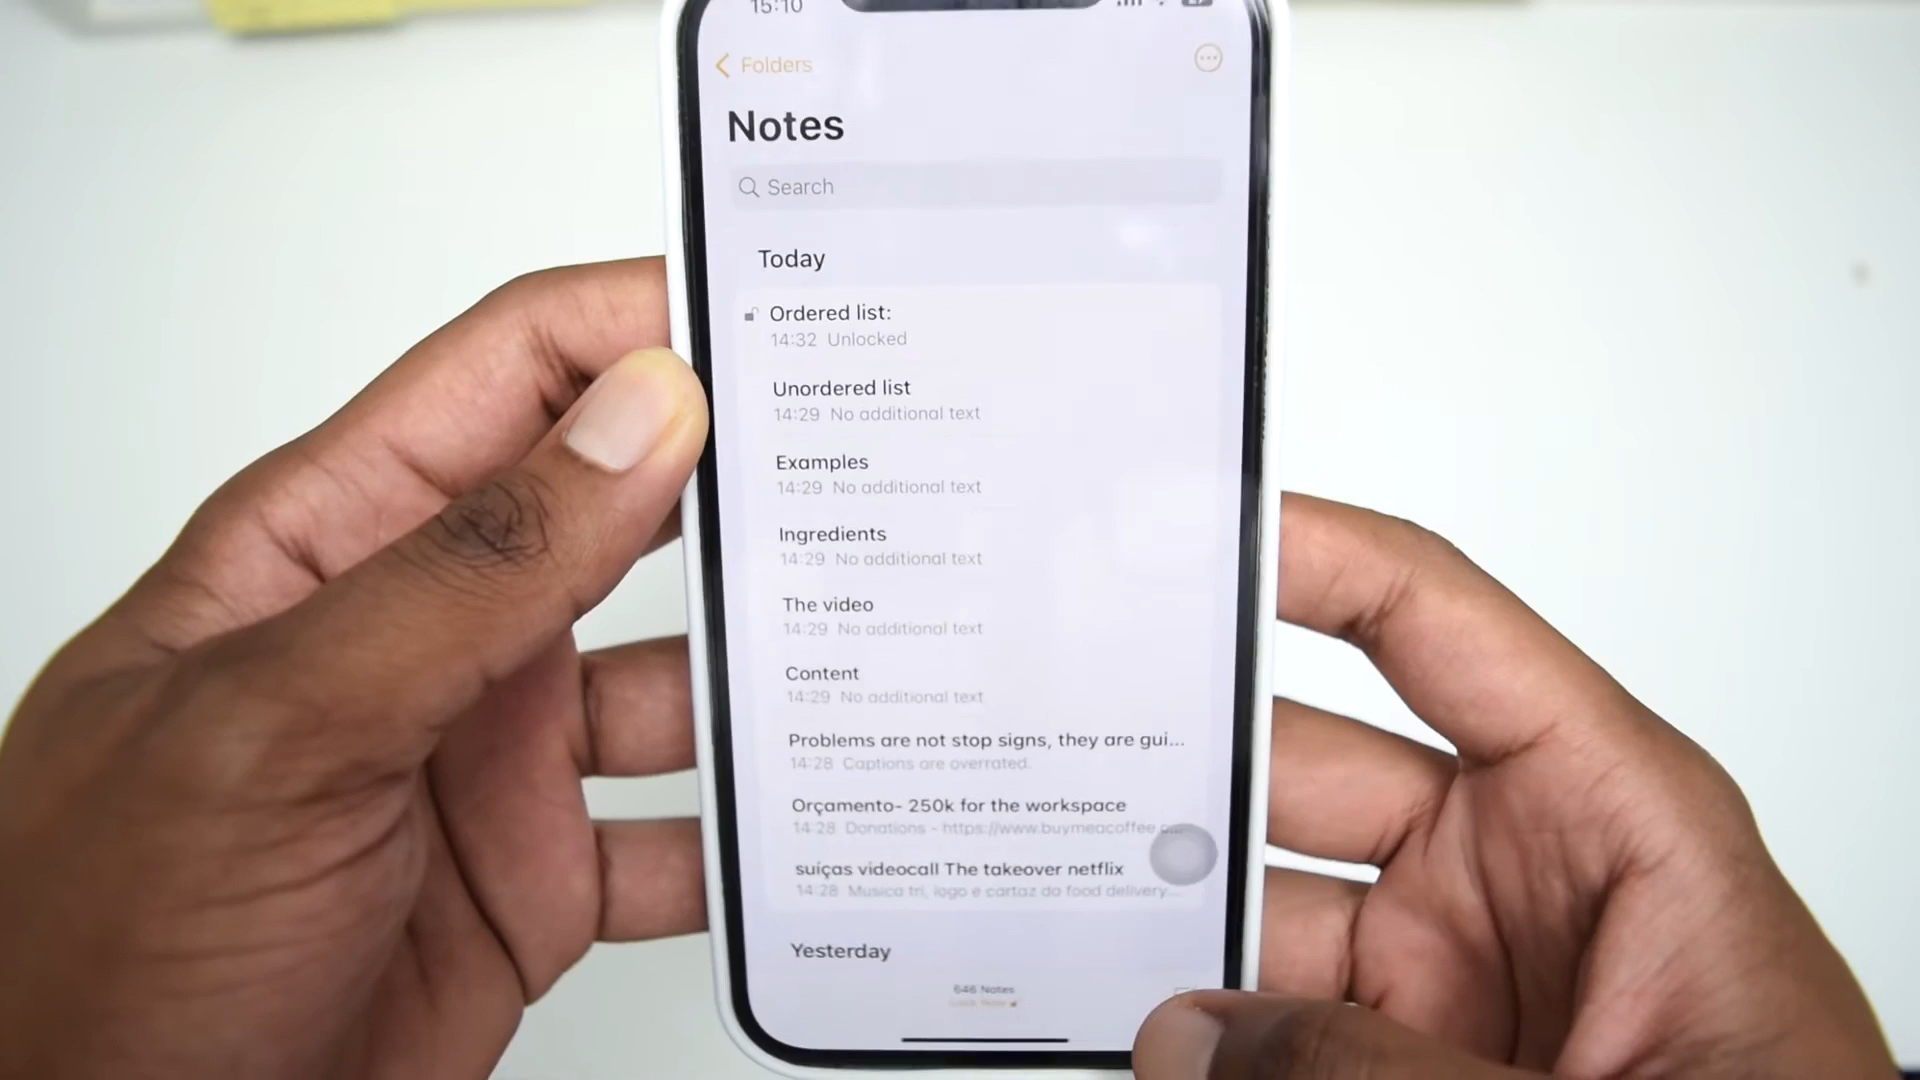 15:10
Folders
Notes
Search
Today
Ordered list:
14:32 Unlocked
Unordered list
14:29 No additional text
Examples
14:29 No additional text
Ingredients
14:29 No additional text
The video
14:29 No additional text
Content
14:29 No additional text
Problems are not stop signs, they are gui...
14:28 Captions are overrated.
Orçamento- 250k for the workspace
14:28 Donations - https://www.buymeacoffee.
suiças videocall The takeover netflix
14:28 Musica tri, logo e cartaz do food delivery...
Yesterday
646 Notes
Lock Now